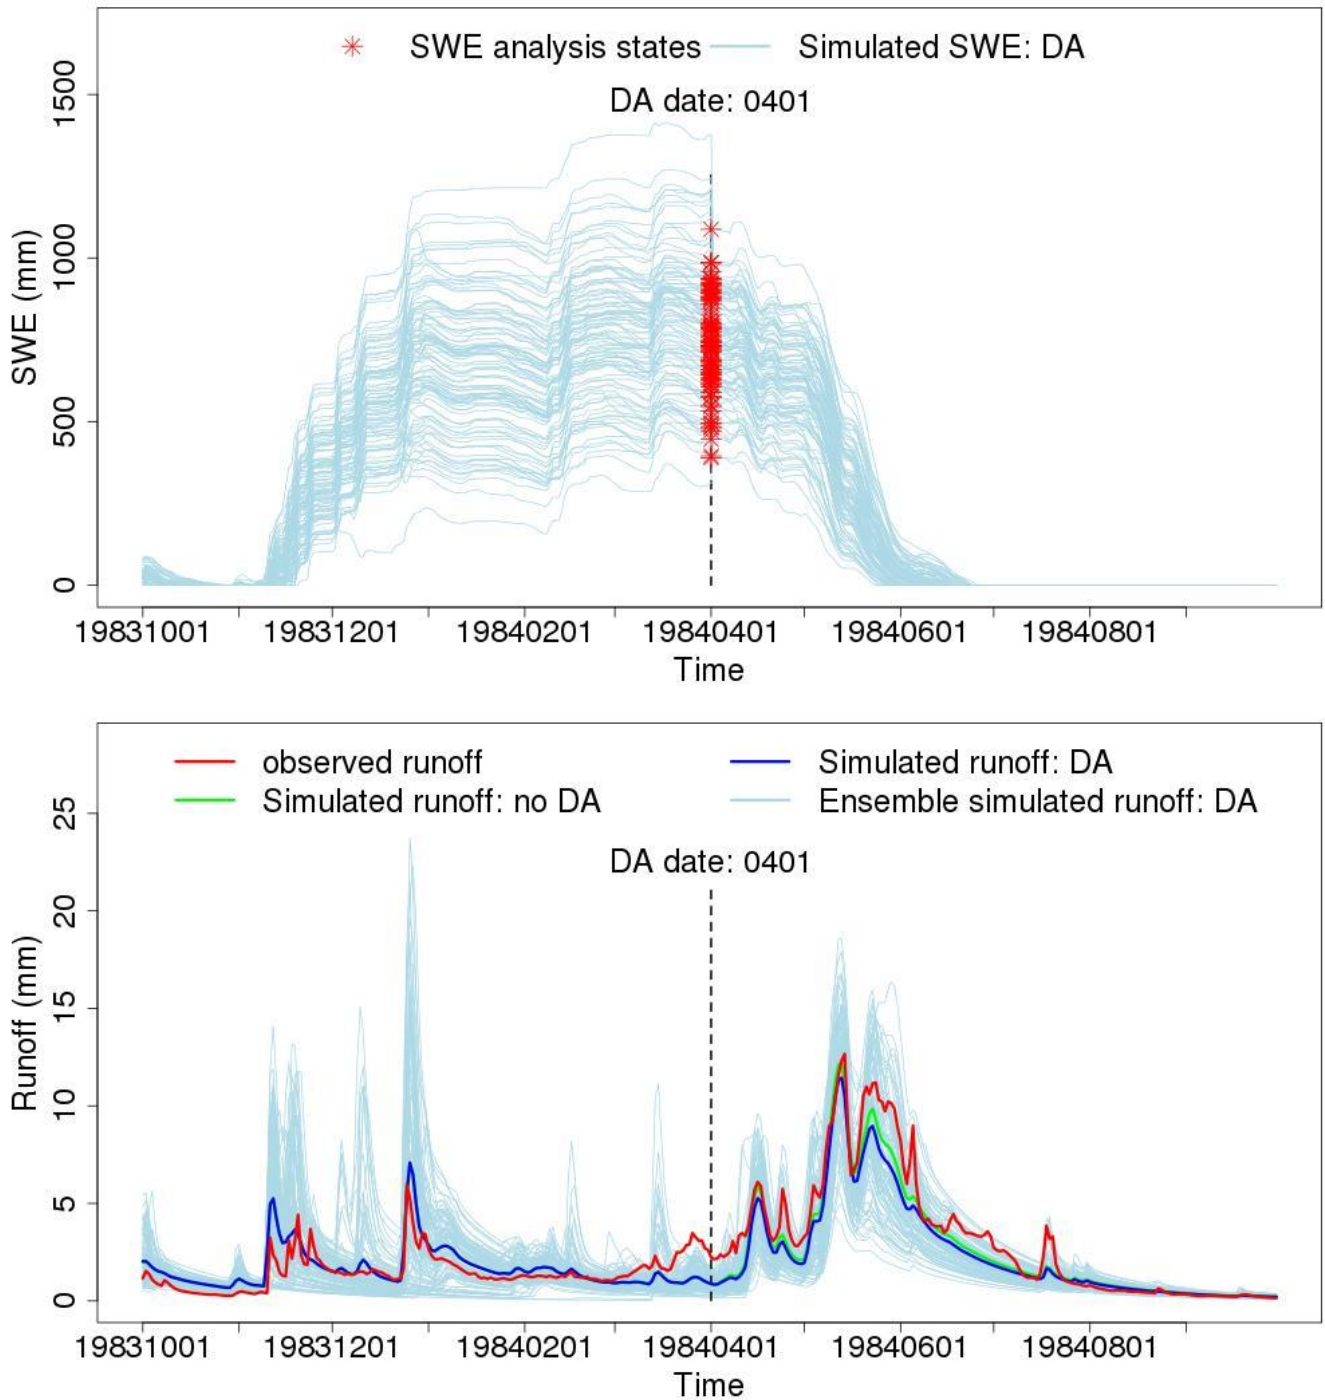 SWE analysis states Simulated SWE: DA
DA date: 0401
1500
1000
500
0
SWE (mm)
19831001 19831201 19840201 19840401 19840601 19840801
Time
observed runoff Simulated runoff: DA
Simulated runoff: no DA Ensemble simulated runoff: DA
DA date: 0401
25
20
15
10
5
0
Runoff (mm)
19831001 19831201 19840201 19840401 19840601 19840801
Time